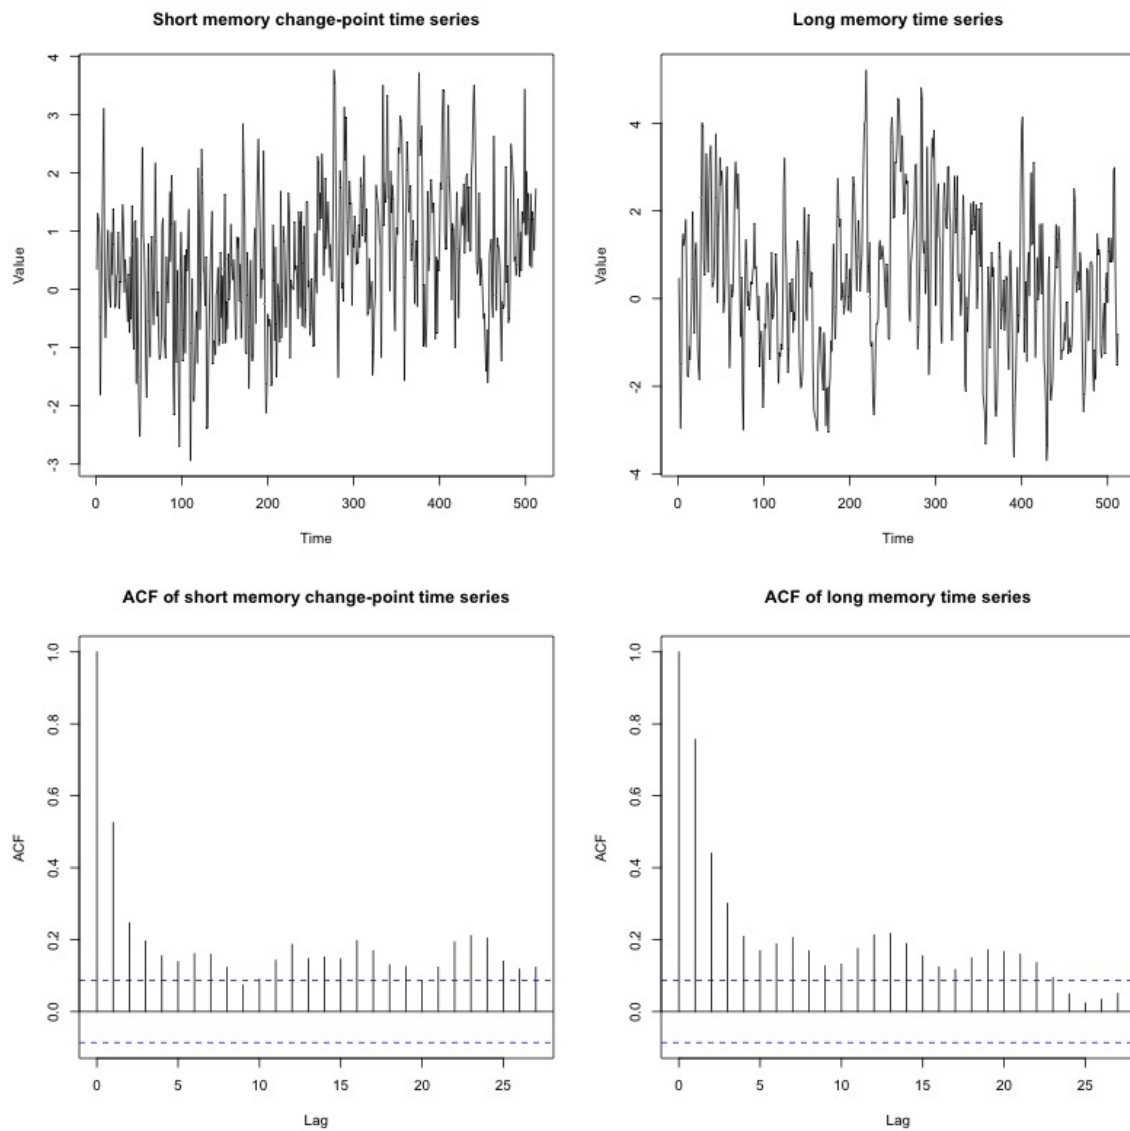 Short memory change-point time series
Value
4
3
2
1
0
-1
-2
-3
0 100 200 300 400 500
Time
Long memory time series
Value
4
2
0
-2
-4
0 100 200 300 400 500
Time
ACF of short memory change-point time series
ACF
1.0
0.8
0.6
0.4
0.2
0.0
0 5 10 15 20 25
Lag
ACF of long memory time series
ACF
1.0
0.8
0.6
0.4
0.2
0.0
0 5 10 15 20 25
Lag